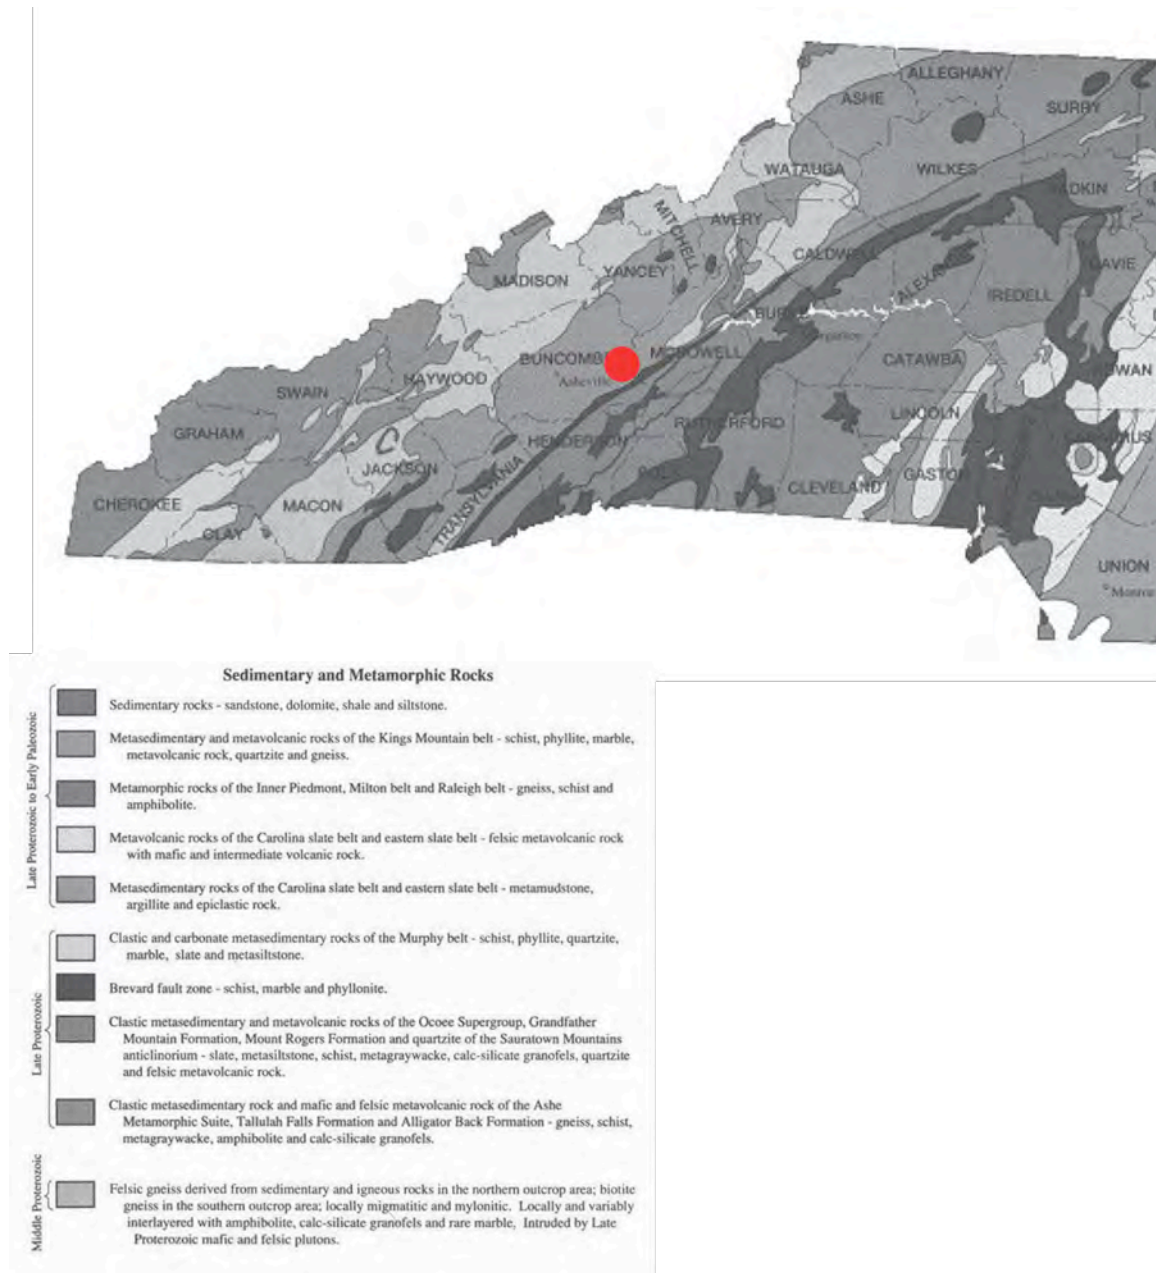 ALLEGHANY
ASHE
SURRY
WATAUGA
WILKES
YADKIN
MITCHELL
AVERY
CALDWELL
DAVIE
MADISON
YANCEY
ALEXANDER
IREDELL
BURKE
BUNCOMBE
MCDOWELL
Asheville
CATAWBA
ROWAN
HAYWOOD
SWAIN
LINCOLN
RUTHERFORD
HENDERSON
GRAHAM
JACKSON
GASTON
CLEVELAND
CHEROKEE
MACON
TRANSYLVANIA
CLAY
UNION
Sedimentary and Metamorphic Rocks
Late Proterozoic to Early Paleozoic
Sedimentary rocks - sandstone, dolomite, shale and siltstone.
Metasedimentary and metavolcanic rocks of the Kings Mountain belt - schist, phyllite, marble,
metavolcanic rock, quartzite and gneiss.
Metamorphic rocks of the Inner Piedmont, Milton belt and Raleigh belt - gneiss, schist and
amphibolite.
Metavolcanic rocks of the Carolina slate belt and eastern slate belt - felsic metavolcanic rock
with mafic and intermediate volcanic rock.
Metasedimentary rocks of the Carolina slate belt and eastern slate belt - metamudstone,
argillite and epiclastic rock.
Late Proterozoic
Clastic and carbonate metasedimentary rocks of the Murphy belt - schist, phyllite, quartzite,
marble, slate and metasiltstone.
Brevard fault zone - schist, marble and phyllonite.
Clastic metasedimentary and metavolcanic rocks of the Ocoee Supergroup, Grandfather
Mountain Formation, Mount Rogers Formation and quartzite of the Sauratown Mountains
anticlinorium - slate, metasiltstone, schist, metagraywacke, calc-silicate granofels, quartzite
and felsic metavolcanic rock.
Clastic metasedimentary rock and mafic and felsic metavolcanic rock of the Ashe
Metamorphic Suite, Tallulah Falls Formation and Alligator Back Formation - gneiss, schist,
metagraywacke, amphibolite and calc-silicate granofels.
Middle Proterozoic
Felsic gneiss derived from sedimentary and igneous rocks in the northern outcrop area; biotite
gneiss in the southern outcrop area; locally migmatitic and mylonitic. Locally and variably
interlayered with amphibolite, calc-silicate granofels and rare marble, Intruded by Late
Proterozoic mafic and felsic plutons.